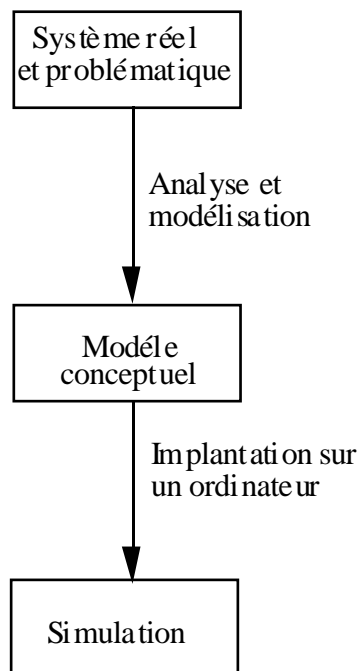 Système réel
et problématique
Analyse et
modélisation
Modéle
conceptuel
Implantation sur
un ordinateur
Simulation